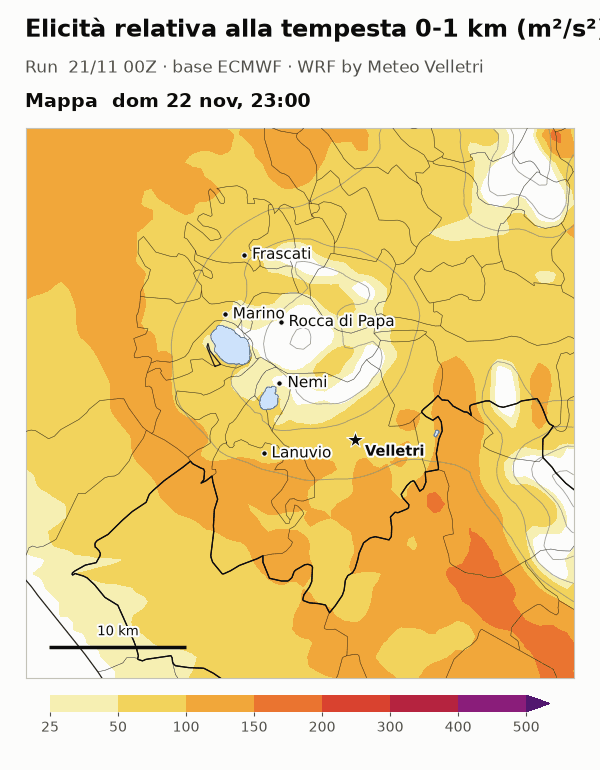 Elicità relativa alla tempesta 0-1 km (m²/s²)
Run  21/11 00Z · base ECMWF · WRF by Meteo Velletri
Mappa  dom 22 nov, 23:00
Frascati
Marino
Rocca di Papa
Nemi
Velletri
Lanuvio
10 km
25 50 100 150 200 300 400 500